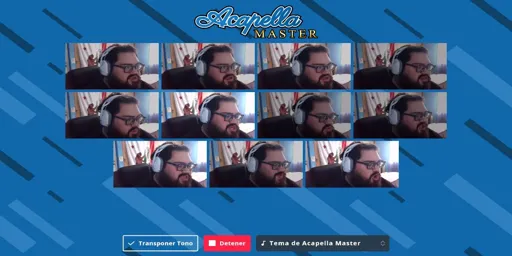 Acapella
MASTER
Transponer Tono
Detener
Tema de Acapella Master